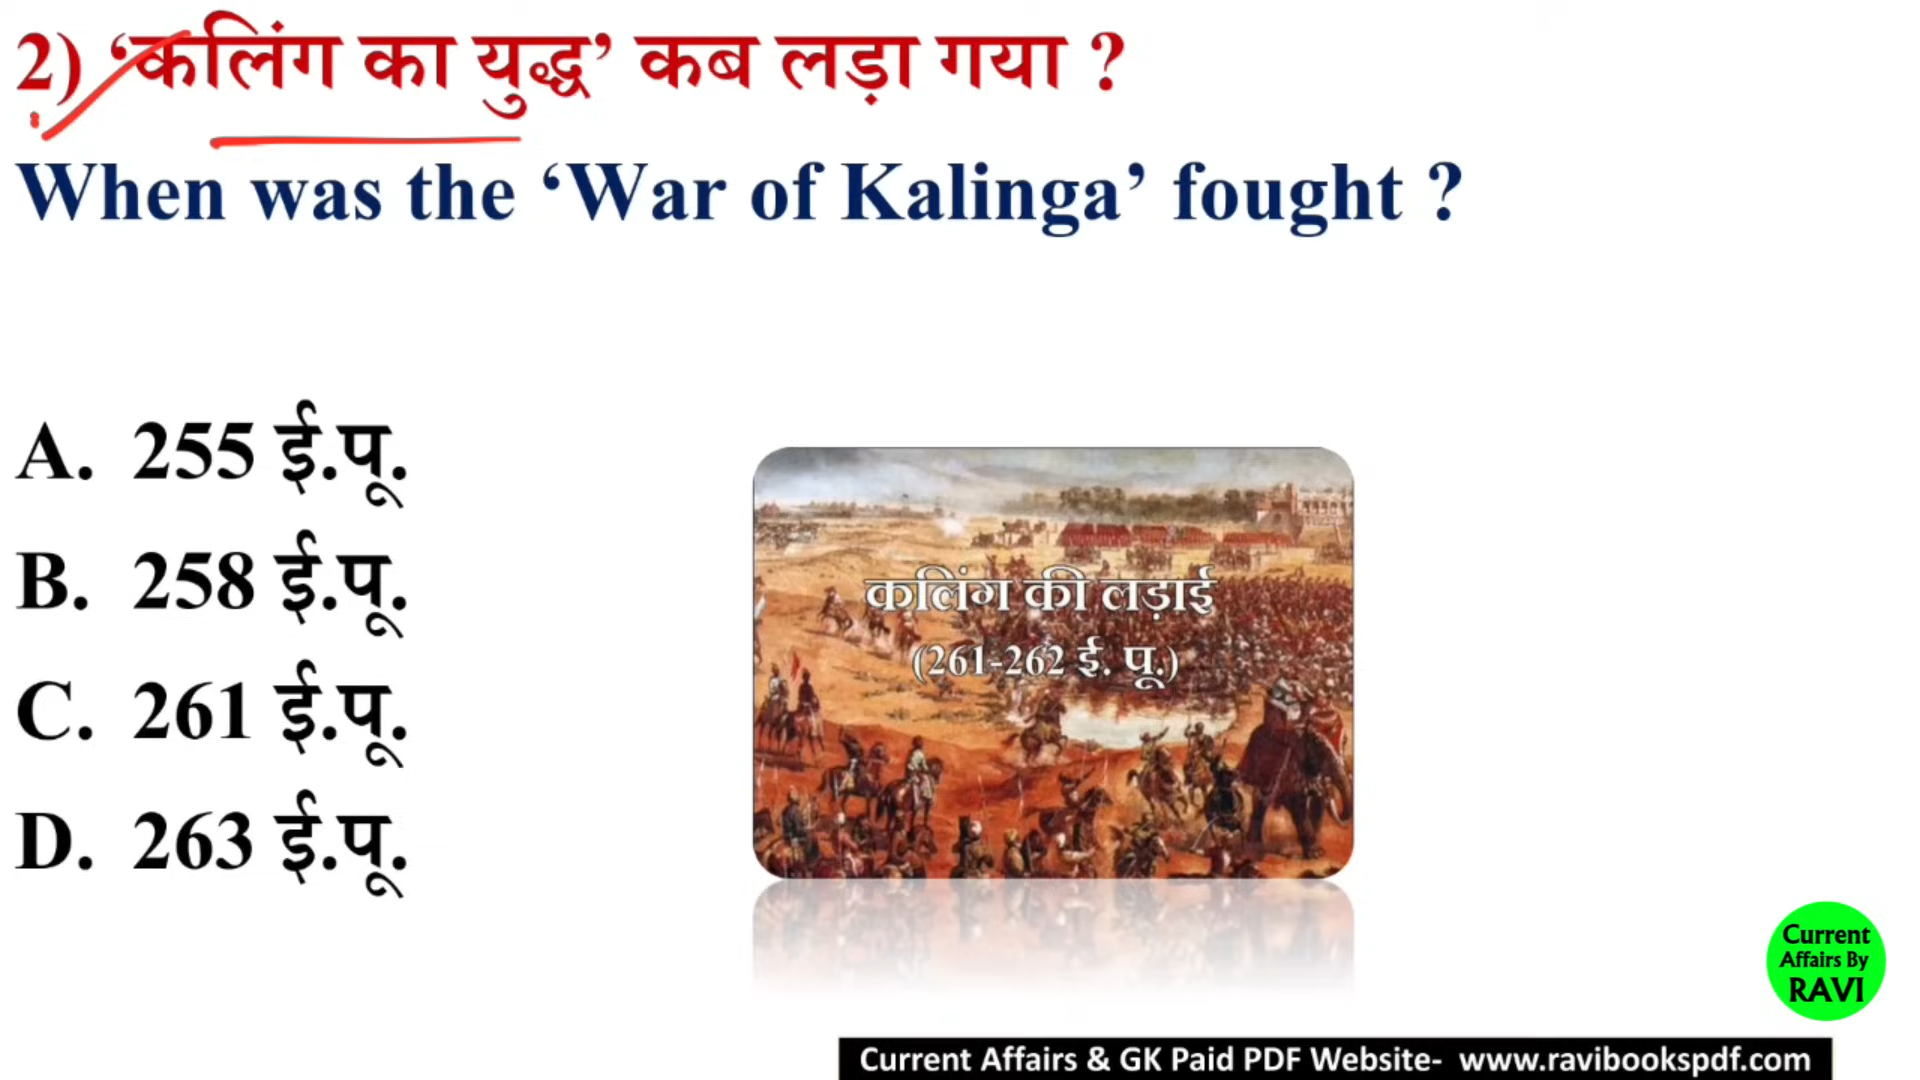 2) ‘कलिंग का युद्ध’ कब लड़ा गया ?
When was the ‘War of Kalinga’ fought ?
A. 255 ई.पू.
B. 258 ई.पू.
C. 261 ई.पू.
D. 263 ई.पू.
कलिंग की लड़ाई
(261-262 ई. पू.)
Current
Affairs By
RAVI
Current Affairs & GK Paid PDF Website- www.ravibookspdf.com